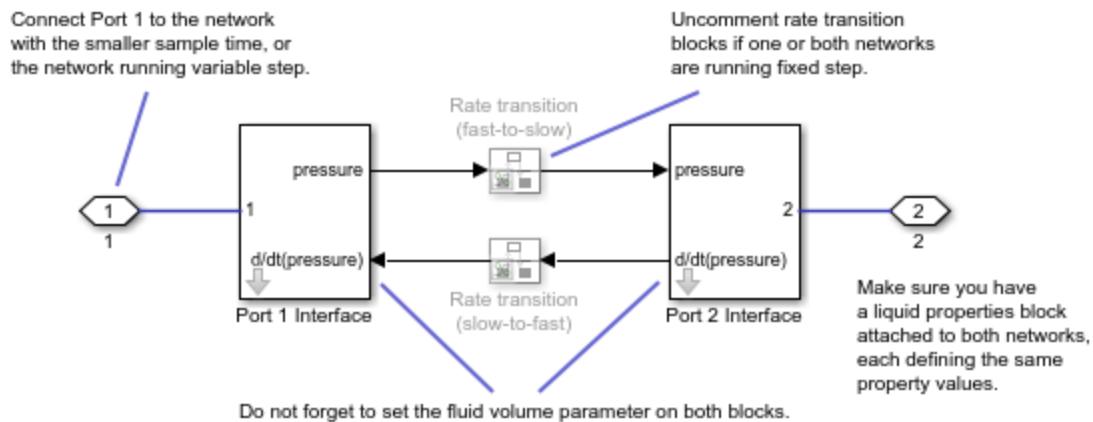 Connect Port 1 to the network
with the smaller sample time, or
the network running variable step.
Uncomment rate transition
blocks if one or both networks
are running fixed step.
Rate transition
(fast-to-slow)
pressure
pressure
1
1
1
2
2
2
d/dt(pressure)
d/dt(pressure)
Port 1 Interface
Rate transition
(slow-to-fast)
Port 2 Interface
Make sure you have
a liquid properties block
attached to both networks,
each defining the same
property values.
Do not forget to set the fluid volume parameter on both blocks.